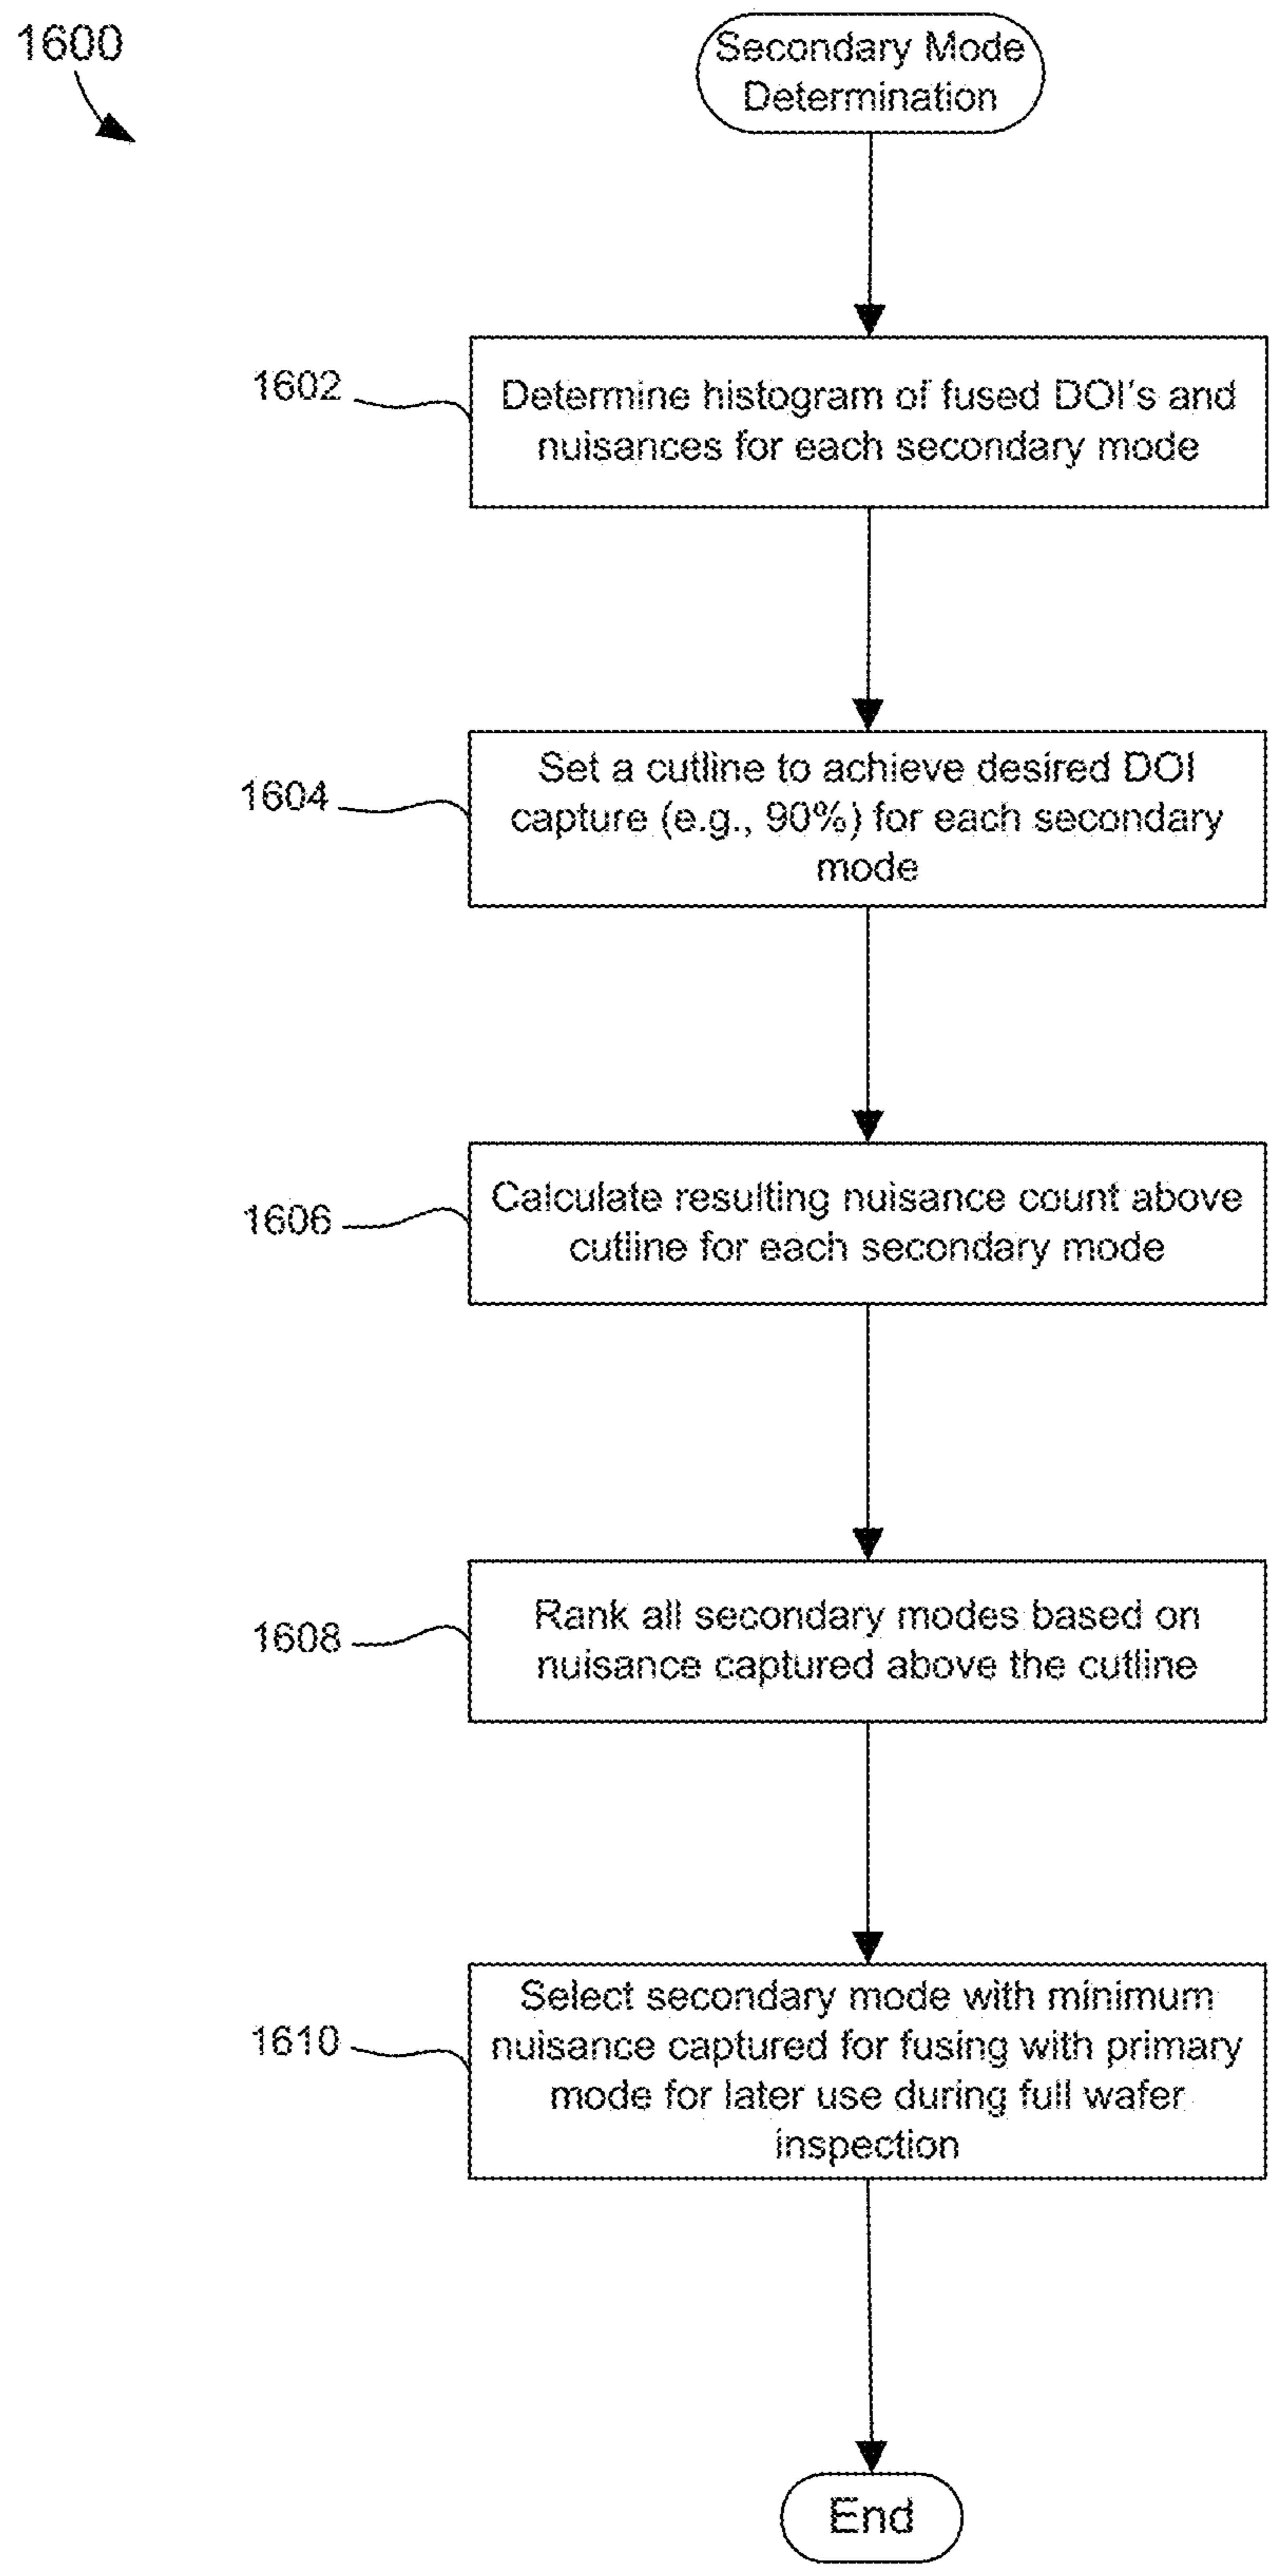 1600
Secondary Mode
Determination
1602
Determine histogram of fused DOI's and
nuisances for each secondary mode
1604
Set a cutline to achieve desired DOI
capture (e.g., 90%) for each secondary
mode
1606
Calculate resulting nuisance count above
cutline for each secondary mode
1608
Rank all secondary modes based on
nuisance captured above the cutline
1610
Select secondary mode with minimum
nuisance captured for fusing with primary
mode for later use during full wafer
inspection
End